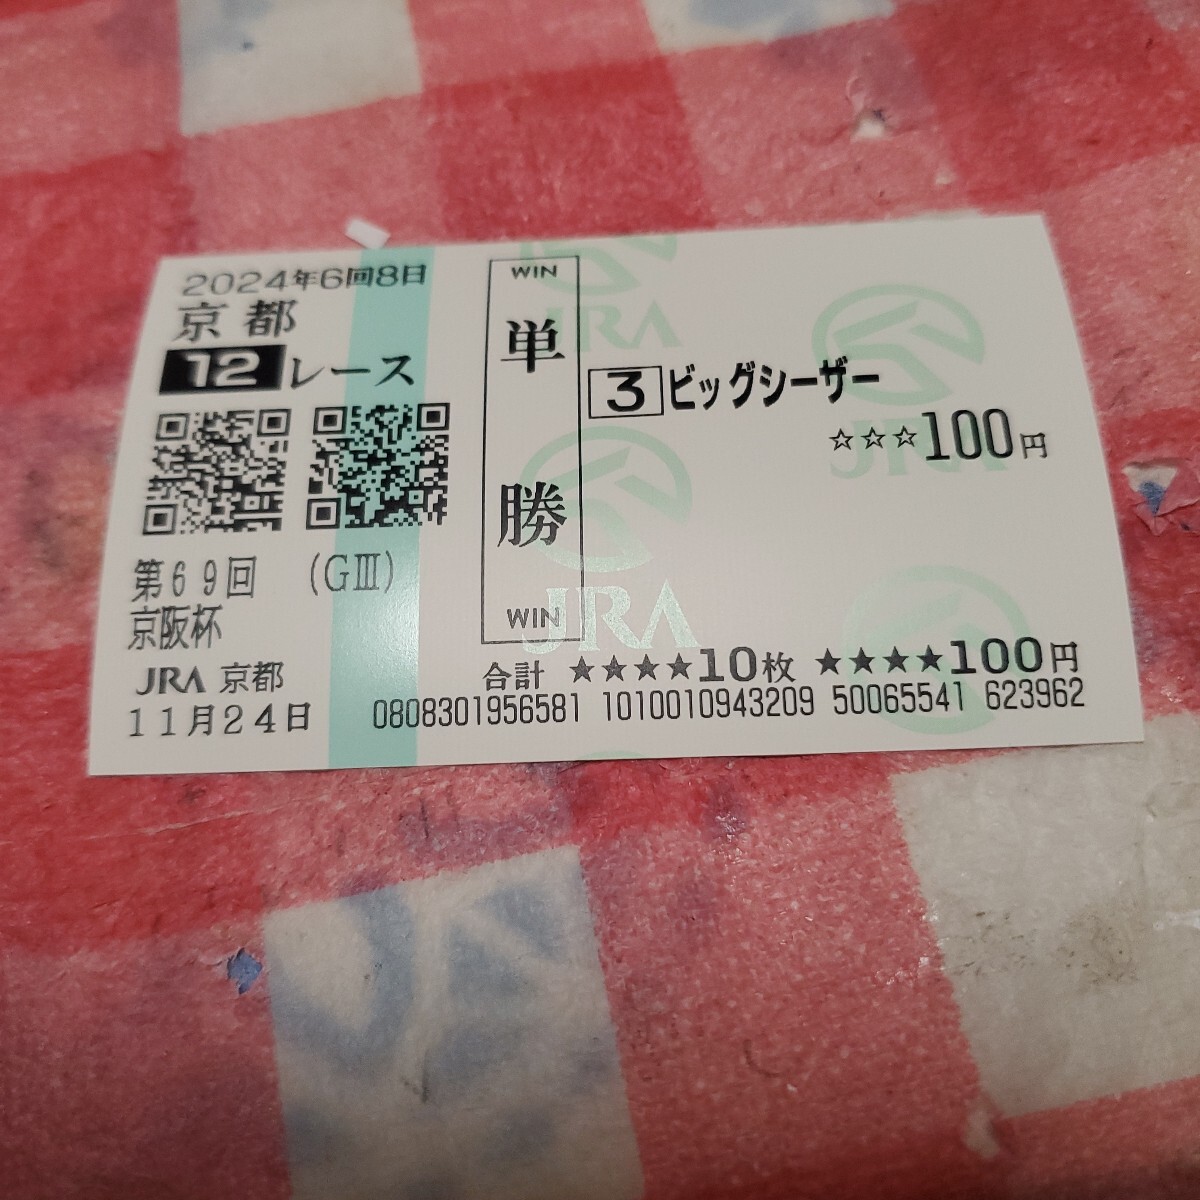 2024年6回8日
京都
12レース
第69回 (GⅢ)
京阪杯
JRA 京都
11月24日
WIN
単
勝
WIN
3 ビッグシーザー
☆☆☆100円
JRA
JRA
JRA
合計 ★★★★10枚 ★★★★100円
0808301956581 1010010943209 50065541 623962